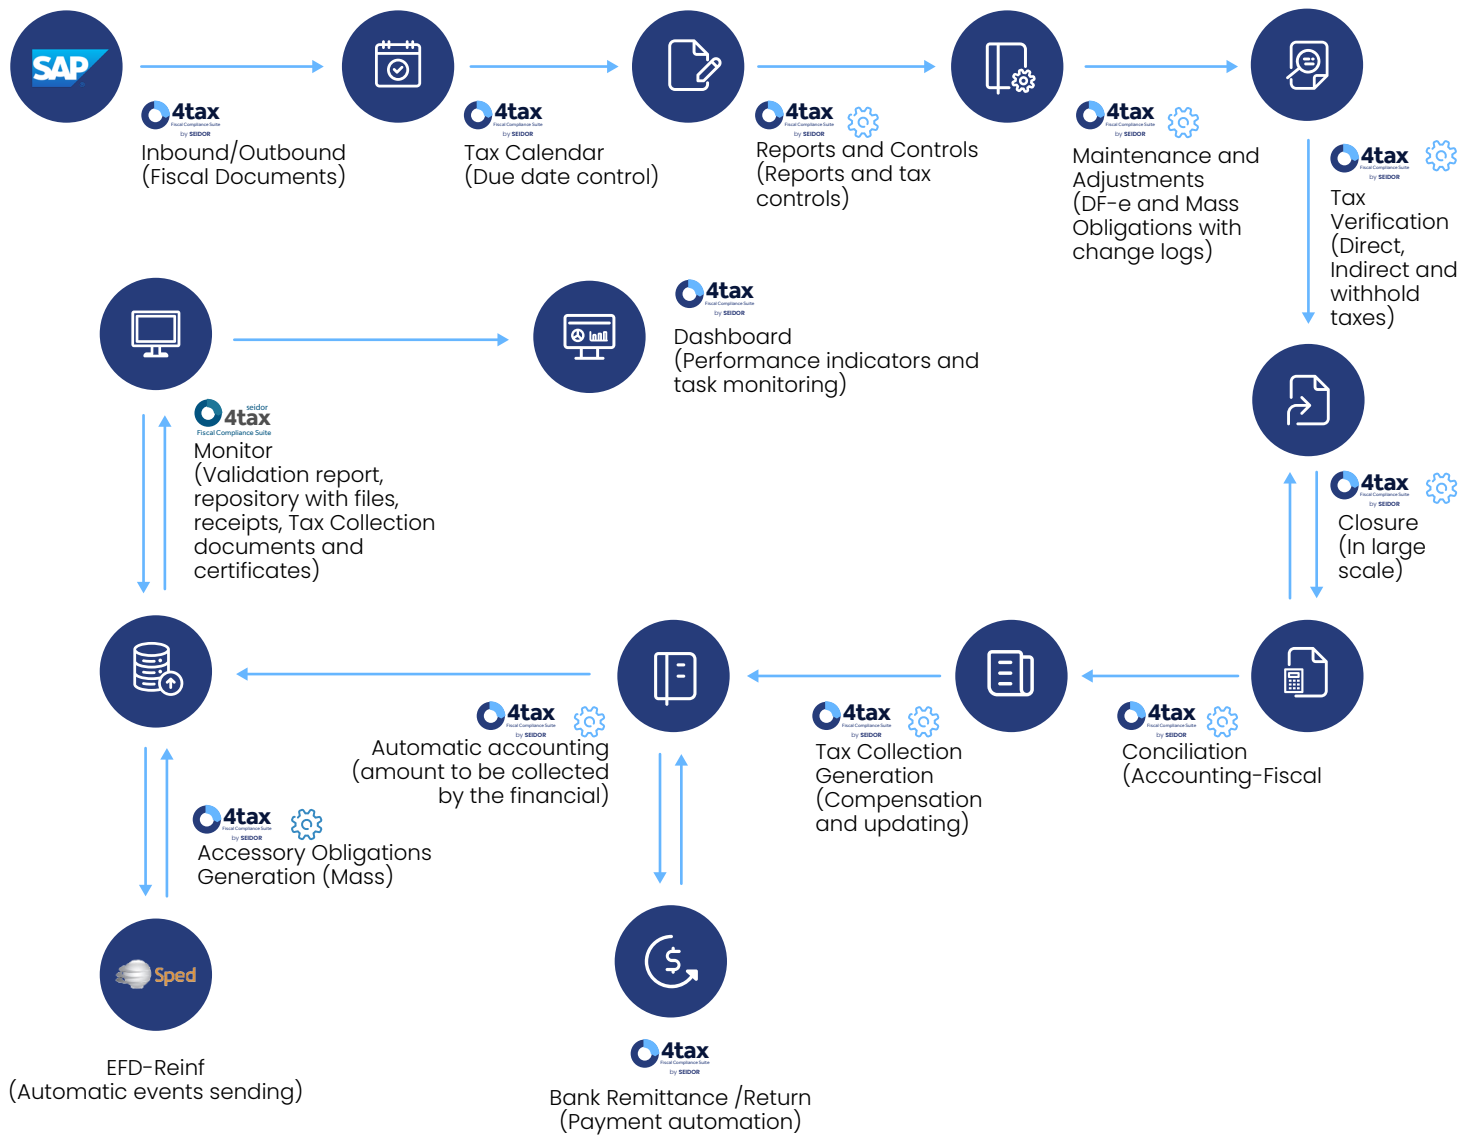 SAP
4tax
Fiscal Compliance Suite
by SEIDOR
Inbound/Outbound
(Fiscal Documents)
4tax
Fiscal Compliance Suite
by SEIDOR
Tax Calendar
(Due date control)
4tax
Fiscal Compliance Suite
by SEIDOR
Reports and Controls
(Reports and tax
controls)
4tax
Fiscal Compliance Suite
by SEIDOR
Maintenance and
Adjustments
(DF-e and Mass
Obligations with
change logs)
4tax
Fiscal Compliance Suite
by SEIDOR
Tax
Verification
(Direct,
Indirect and
withhold
taxes)
4tax
Fiscal Compliance Suite
by SEIDOR
Dashboard
(Performance indicators and
task monitoring)
seidor
4tax
Fiscal Compliance Suite
Monitor
(Validation report,
repository with files,
receipts, Tax Collection
documents and
certificates)
4tax
Fiscal Compliance Suite
by SEIDOR
Closure
(In large
scale)
4tax
Fiscal Compliance Suite
by SEIDOR
Automatic accounting
(amount to be collected
by the financial)
4tax
Fiscal Compliance Suite
by SEIDOR
Tax Collection
Generation
(Compensation
and updating)
4tax
Fiscal Compliance Suite
by SEIDOR
Conciliation
(Accounting-Fiscal
4tax
Fiscal Compliance Suite
by SEIDOR
Accessory Obligations
Generation (Mass)
Sped
EFD-Reinf
(Automatic events sending)
$
4tax
Fiscal Compliance Suite
by SEIDOR
Bank Remittance /Return
(Payment automation)